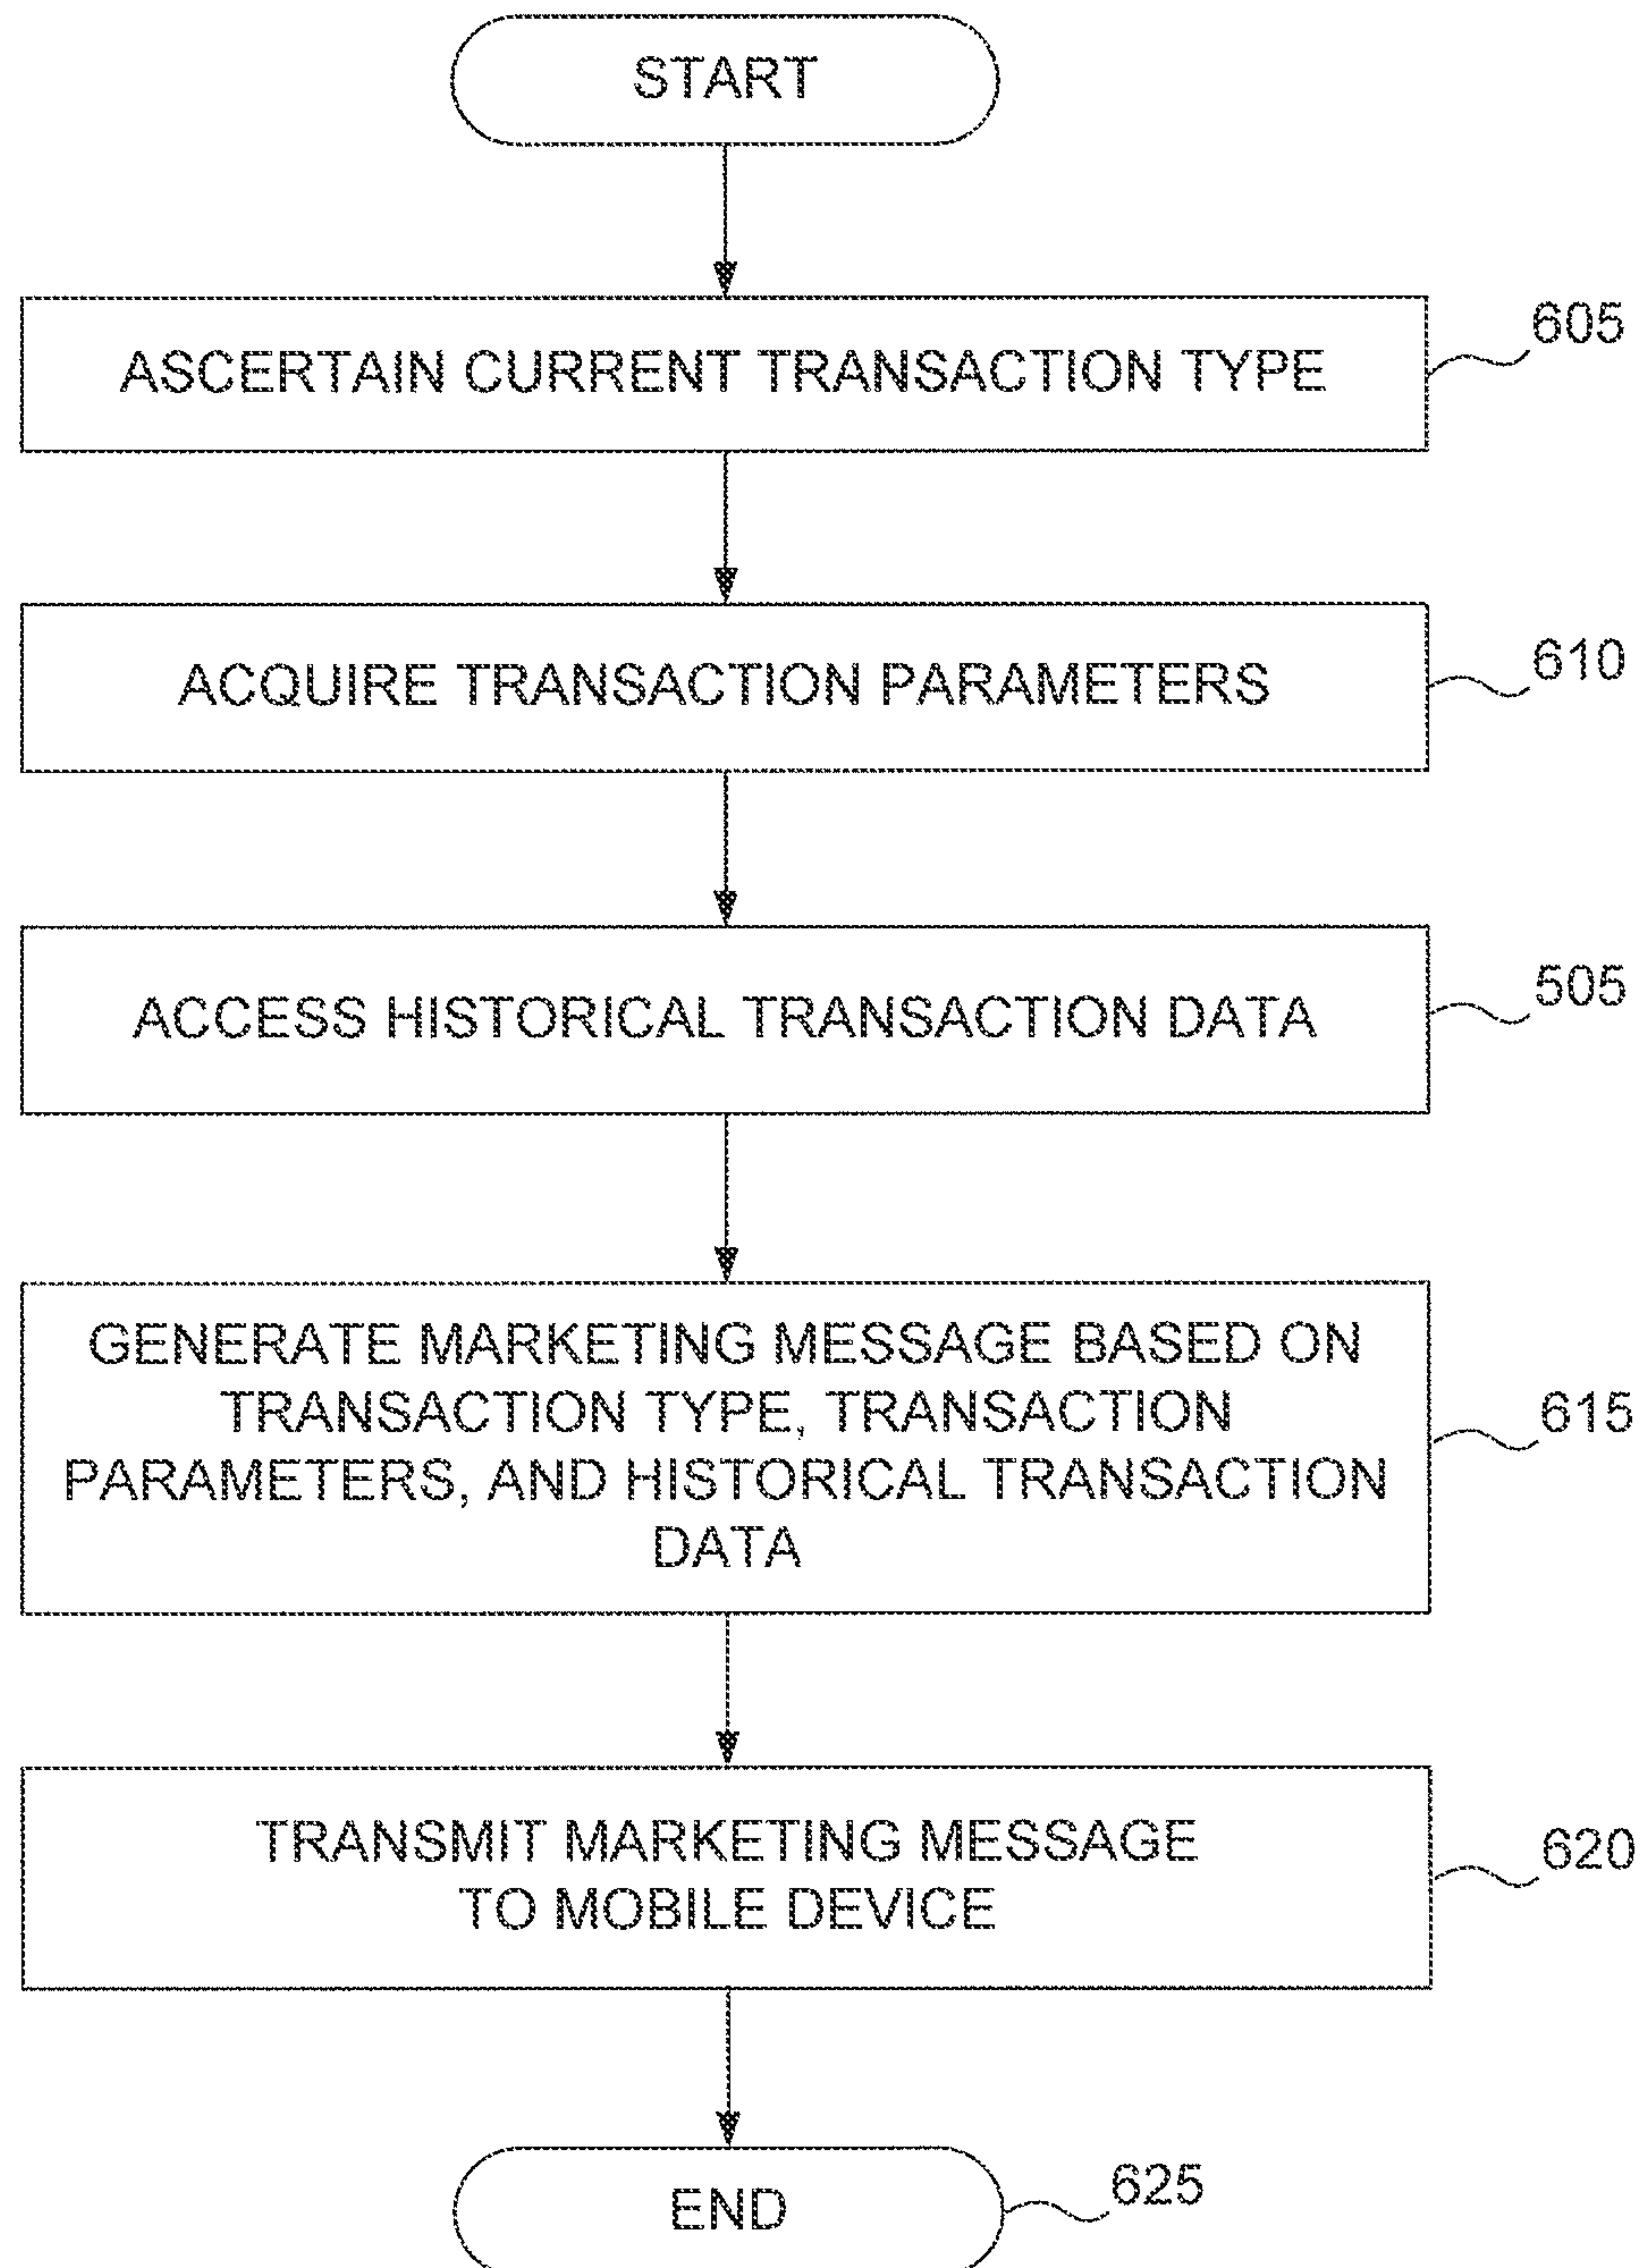 START
ASCERTAIN CURRENT TRANSACTION TYPE
605
ACQUIRE TRANSACTION PARAMETERS
610
ACCESS HISTORICAL TRANSACTION DATA
505
GENERATE MARKETING MESSAGE BASED ON
TRANSACTION TYPE, TRANSACTION
PARAMETERS, AND HISTORICAL TRANSACTION
DATA
615
TRANSMIT MARKETING MESSAGE
TO MOBILE DEVICE
620
END
625